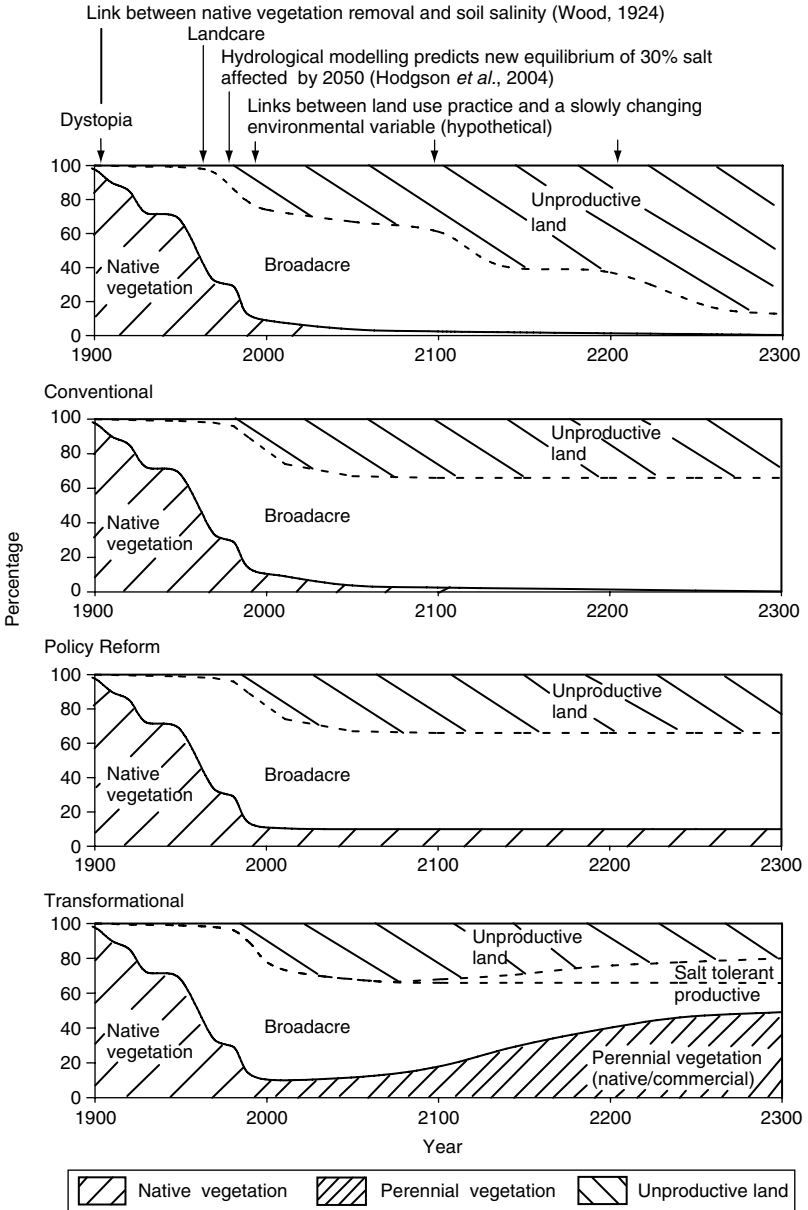 Link between native vegetation removal and soil salinity (Wood, 1924)
Landcare
Hydrological modelling predicts new equilibrium of 30% salt
affected by 2050 (Hodgson et al., 2004)
Links between land use practice and a slowly changing
environmental variable (hypothetical)
Dystopia
100
80
60
40
20
0
Native
vegetation
Broadacre
Unproductive
land
1900
2000
2100
2200
2300
Conventional
100
80
60
40
20
0
Native
vegetation
Broadacre
Unproductive
land
1900
2000
2100
2200
2300
Percentage
Policy Reform
100
80
60
40
20
0
Native
vegetation
Broadacre
Unproductive
land
1900
2000
2100
2200
2300
Transformational
100
80
60
40
20
0
Native
vegetation
Broadacre
Unproductive
land
Salt tolerant
productive
Perennial vegetation
(native/commercial)
1900
2000
2100
2200
2300
Year
Native vegetation
Perennial vegetation
Unproductive land